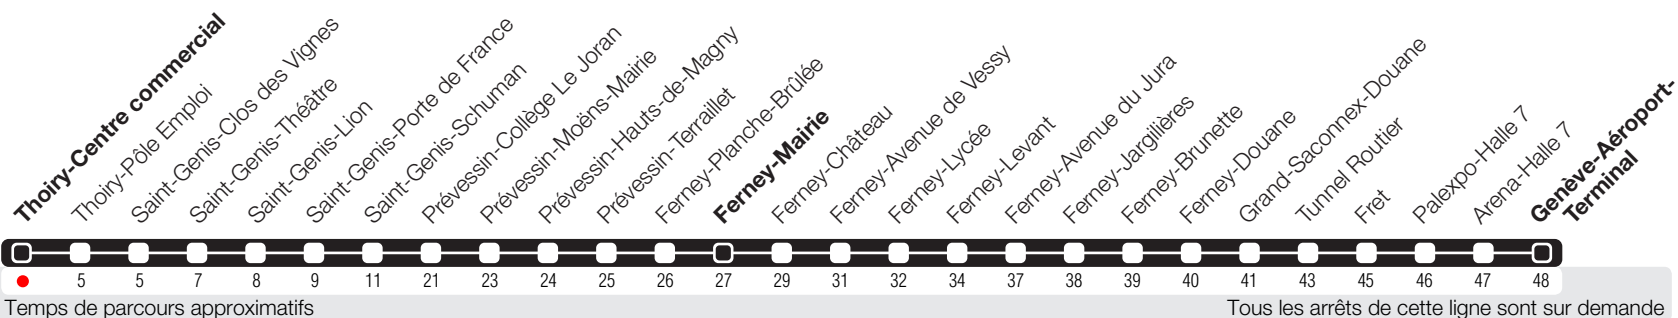 Thoiry-Centre commercial
Thoiry-Pôle Emploi
Saint-Genis-Clos des Vignes
Saint-Genis-Théâtre
Saint-Genis-Lion
Saint-Genis-Porte de France
Saint-Genis-Schuman
Prévessin-Collège Le Joran
Prévessin-Moëns-Mairie
Prévessin-Hauts-de-Magny
Prévessin-Terraillet
Ferney-Planche-Brûlée
Ferney-Mairie
Ferney-Château
Ferney-Avenue de Vessy
Ferney-Lycée
Ferney-Levant
Ferney-Avenue du Jura
Ferney-Jargilières
Ferney-Brunette
Ferney-Douane
Grand-Saconnex-Douane
Tunnel Routier
Fret
Palexpo-Halle 7
Arena-Halle 7
Genève-Aéroport-
Terminal
5 5 7 8 9 11 21 23 24 25 26 27 29 31 32 34 37 38 39 40 41 43 45 46 47 48
Temps de parcours approximatifs
Tous les arrêts de cette ligne sont sur demande